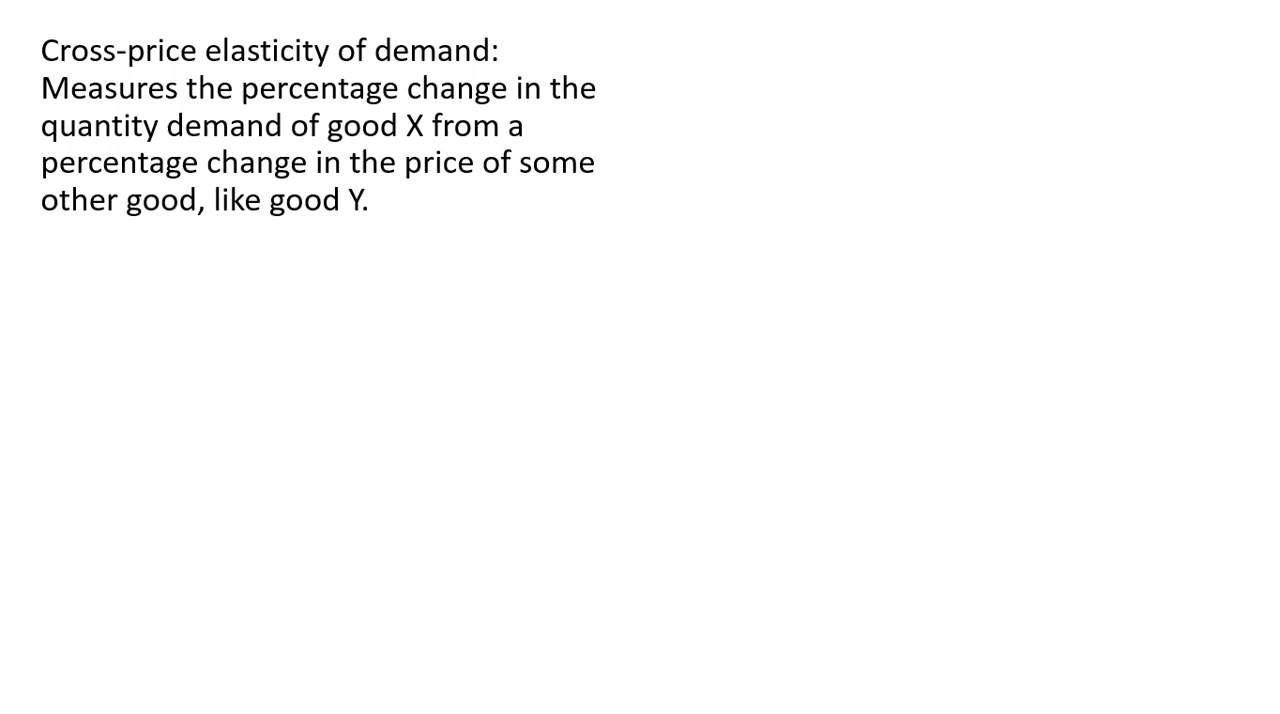 Cross-price elasticity of demand:
Measures the percentage change in the
quantity demand of good X from a
percentage change in the price of some
other good, like good Y.